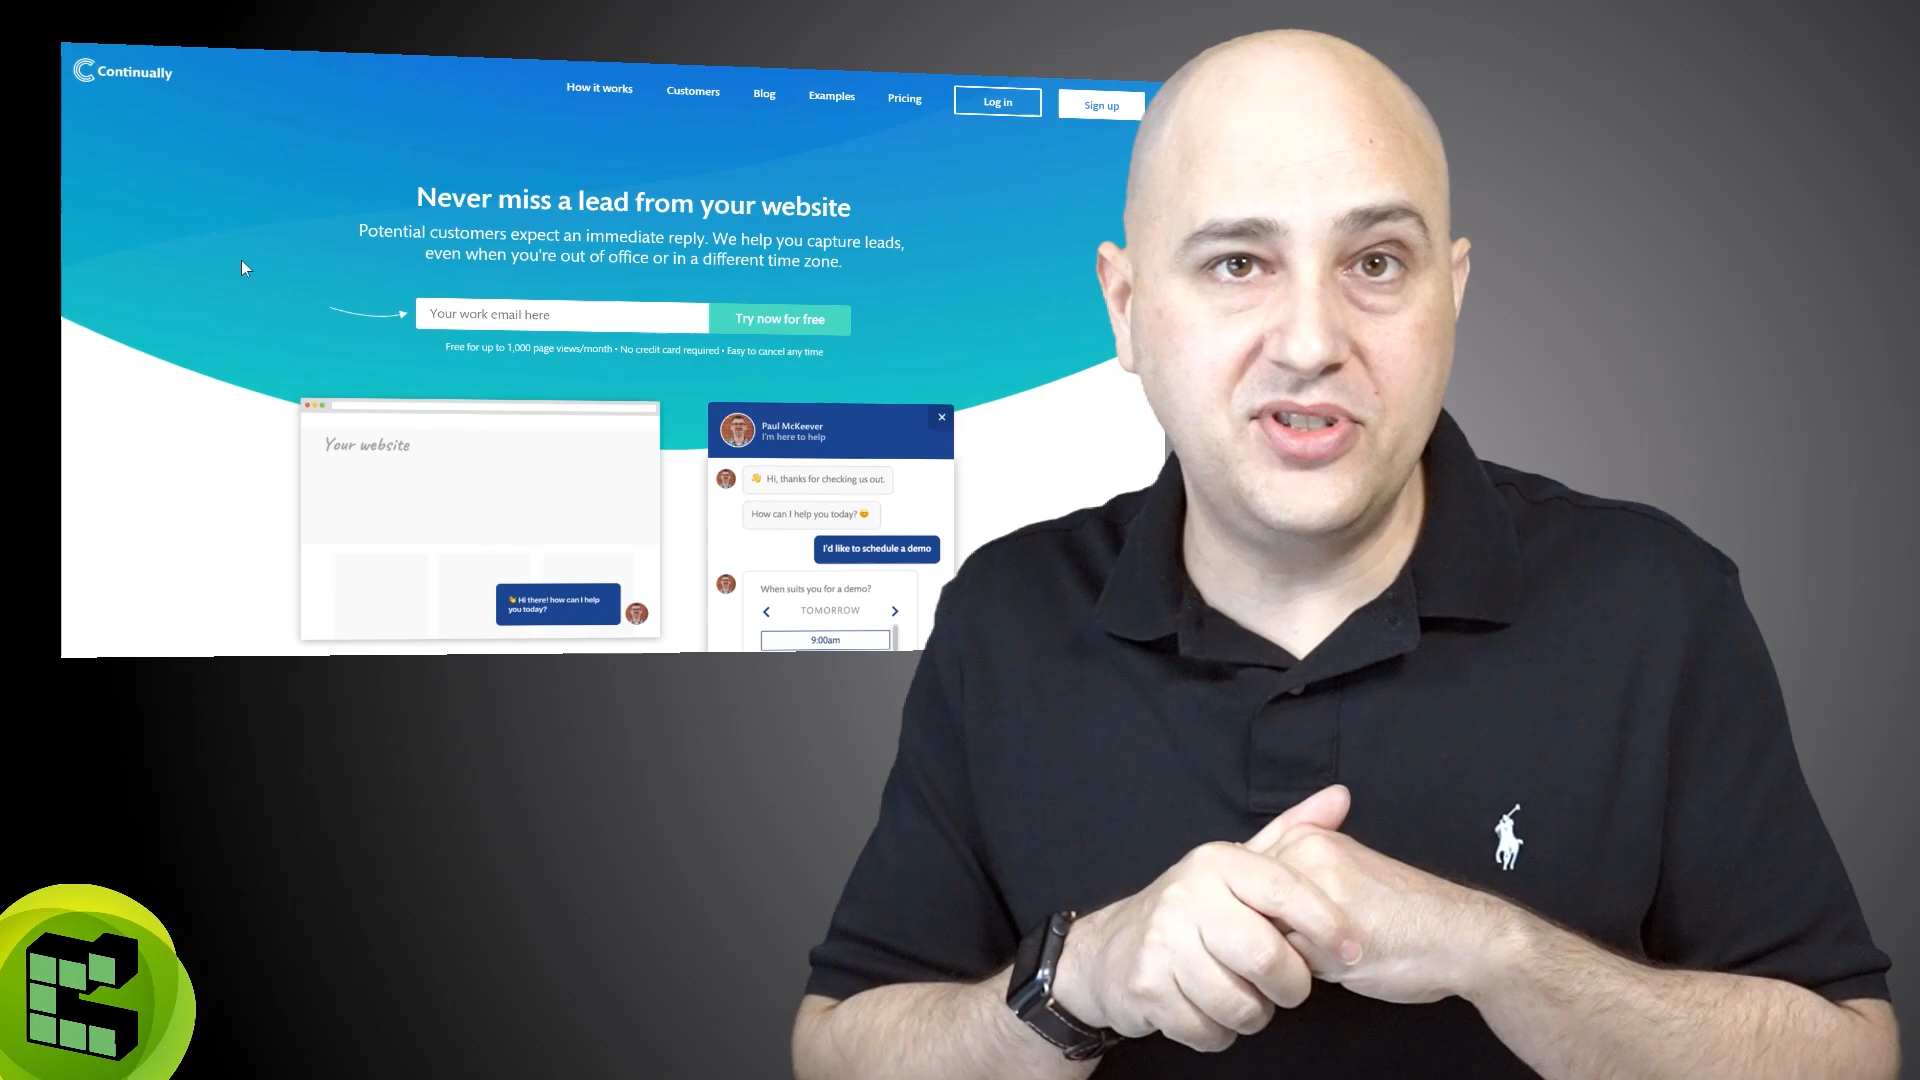 Continually
How it works
Customers
Blog
Examples
Pricing
Log in
Sign up
Never miss a lead from your website
Potential customers expect an immediate reply. We help you capture leads,
even when you're out of office or in a different time zone.
Your work email here
Try now for free
Free for up to 1,000 page views/month • No credit card required • Easy to cancel any time
Your website
👋 Hi there! how can I help
you today?
Paul McKeever
I'm here to help
×
👋 Hi, thanks for checking us out.
How can I help you today? 😊
I'd like to schedule a demo
When suits you for a demo?
TOMORROW
9:00am